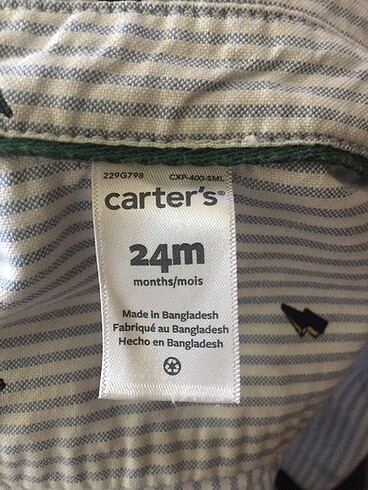 229G798 CXP-400-SML
carter's®
24m
months/mois
Made in Bangladesh
Fabriqué au Bangladesh
Hecho en Bangladesh